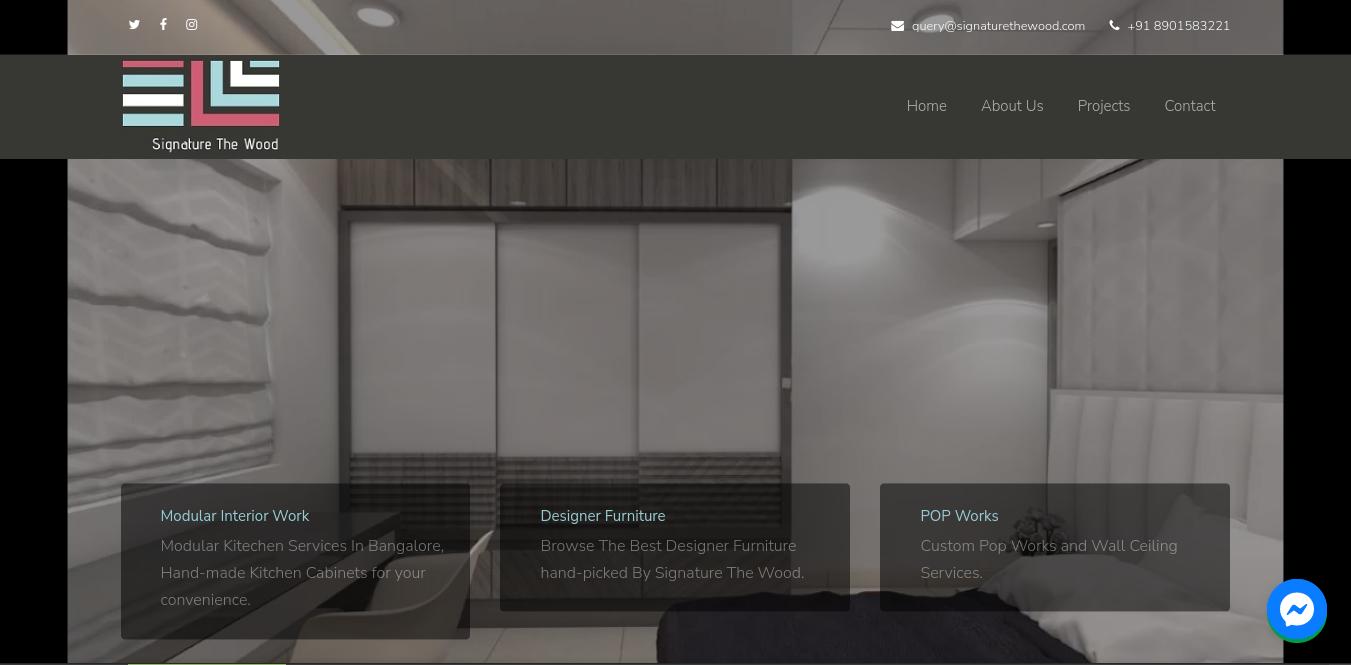 query@signaturethewood.com +91 8901583221
Signature The Wood
Home About Us Projects Contact
Modular Interior Work
Modular Kitechen Services In Bangalore,
Hand-made Kitchen Cabinets for your
convenience.
Designer Furniture
Browse The Best Designer Furniture
hand-picked By Signature The Wood.
POP Works
Custom Pop Works and Wall Ceiling
Services.